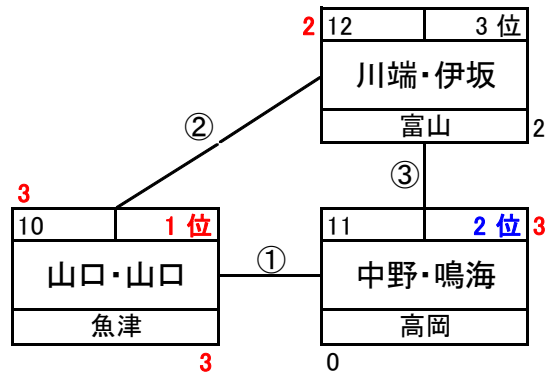 2 12 3 位
川端・伊坂
富山 2
②
③
3
10 1 位
山口・山口
魚津
3
①
11 2 位 3
中野・鳴海
高岡
0